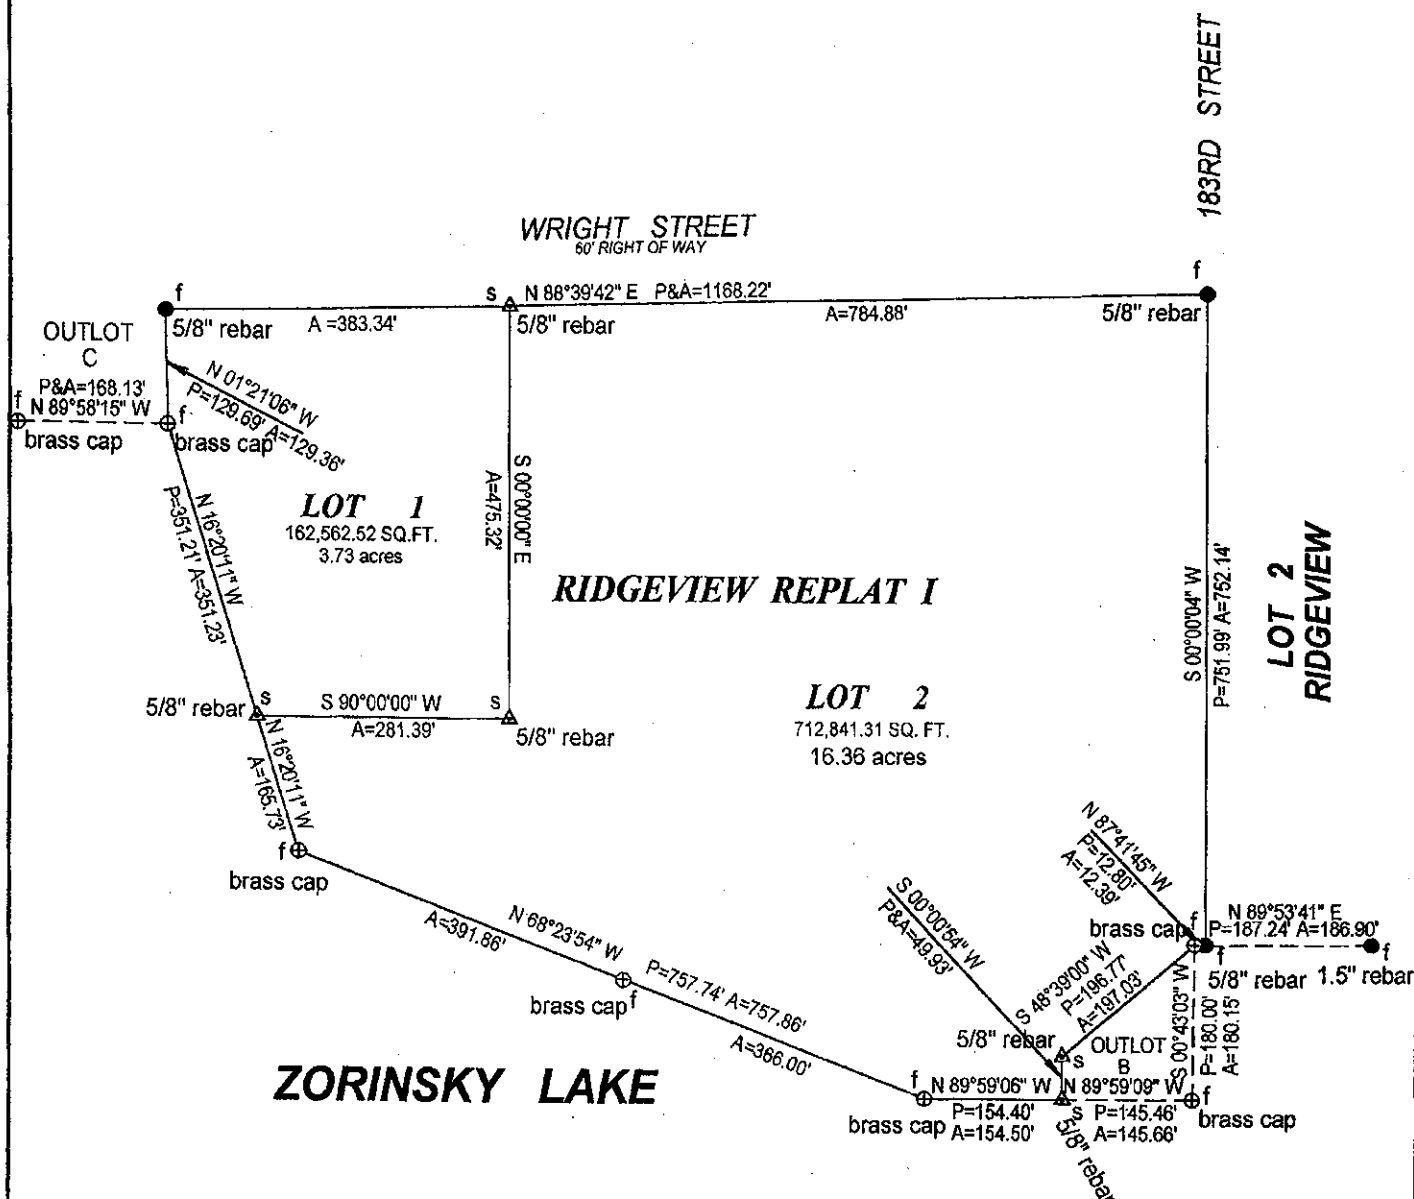 183RD STREET
WRIGHT STREET
60' RIGHT OF WAY
f
f
s
N 88°39'42" E P&A=1168.22'
A =383.34'
A=784.88'
5/8" rebar
5/8" rebar
5/8" rebar
OUTLOT
C
P&A=168.13'
N 89°58'15" W
f
f
brass cap
brass cap
N 01°21'06" W
P=129.69' A=129.36'
LOT 1
162,562.52 SQ.FT.
3.73 acres
N 16°20'11" W
P=351.21' A=351.23'
S 00°00'00" E
A=475.32'
RIDGEVIEW REPLAT I
S 00°00'04" W
P=751.99' A=752.14'
LOT 2
RIDGEVIEW
5/8" rebar
s
S 90°00'00" W
A=281.39'
s
5/8" rebar
LOT 2
712,841.31 SQ. FT.
16.36 acres
N 16°20'11" W
A=165.73'
f
brass cap
N 68°23'54" W
A=391.86'
P=757.74' A=757.86'
A=366.00'
brass cap
f
N 87°41'45" W
P=12.80'
A=12.39'
S 00°00'54" W
P&A=49.93'
brass cap
f
f
N 89°53'41" E
P=187.24' A=186.90'
f
5/8" rebar
1.5" rebar
S 48°39'00" W
P=196.77'
A=197.03'
S 00°43'03" W
P=180.00'
A=180.15'
5/8" rebar
s
OUTLOT
B
ZORINSKY LAKE
f
N 89°59'06" W
P=154.40'
A=154.50'
brass cap
N 89°59'09" W
P=145.46'
A=145.66'
s
5/8" rebar
f
brass cap